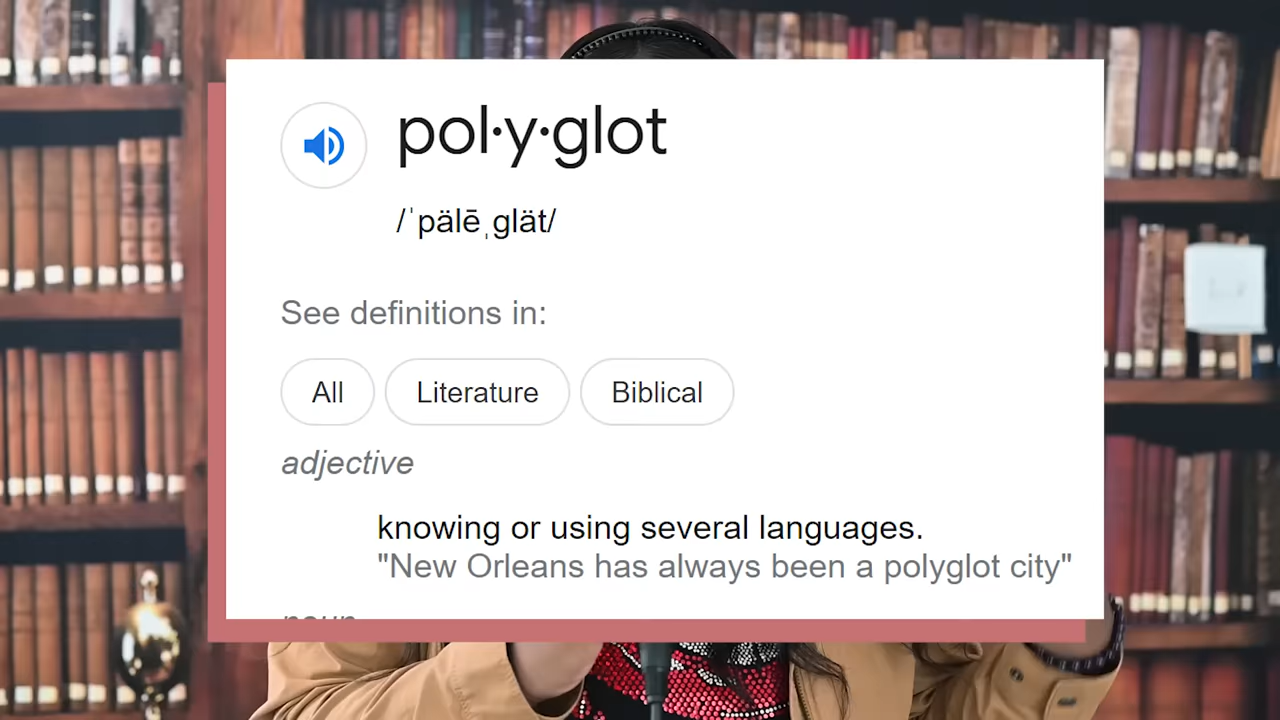 pol·y·glot
/ˈpälēˌglät/
See definitions in:
All
Literature
Biblical
adjective
knowing or using several languages.
"New Orleans has always been a polyglot city"
noun